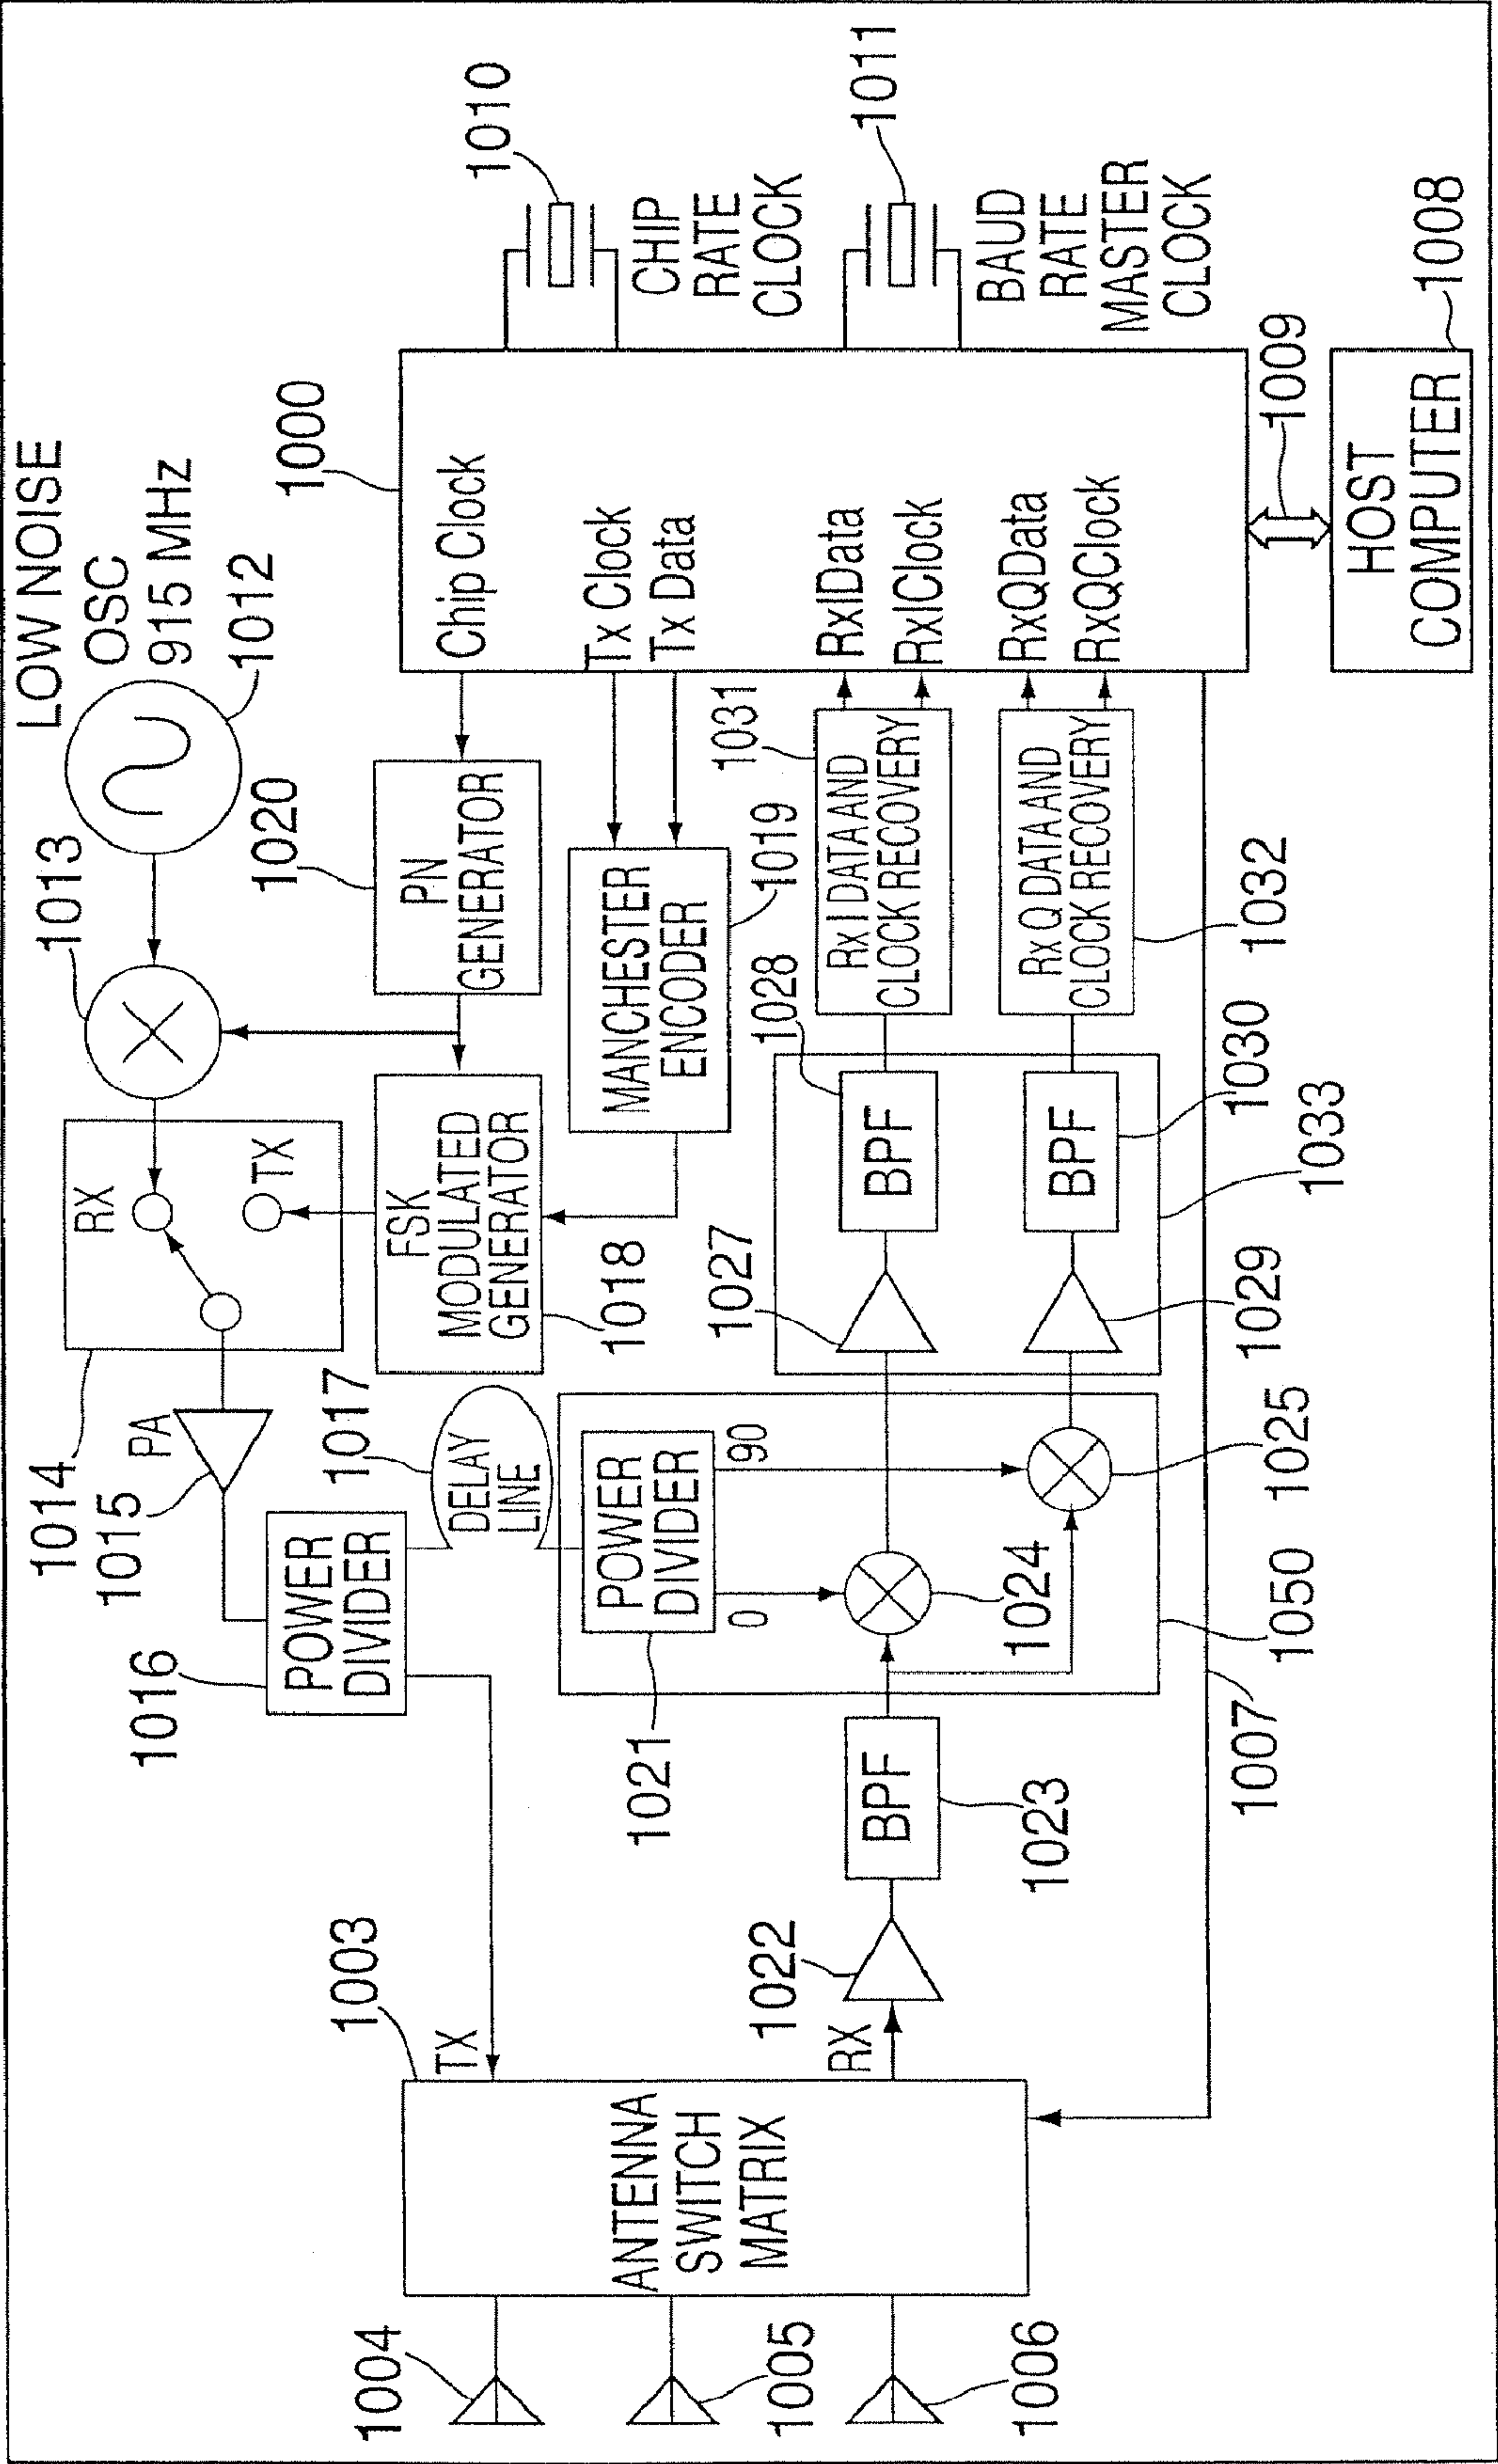 LOW NOISE
OSC
915 MHz
1012
1013
1020
1000
1010
1011
CHIP
RATE
CLOCK
BAUD
RATE
MASTER
CLOCK
1009
1008
HOST
COMPUTER
Chip Clock
Tx Clock
Tx Data
RxIData
RxIClock
RxQData
RxQClock
PN
GENERATOR
MANCHESTER
ENCODER
1019
1031
Rx I DATA AND
CLOCK RECOVERY
Rx Q DATA AND
CLOCK RECOVERY
1032
1028
BPF
BPF
1030
1033
1027
1029
RX
TX
1014
FSK
MODULATED
GENERATOR
1018
PA
1015
1016
POWER
DIVIDER
1017
DELAY
LINE
POWER
DIVIDER
0
90
1021
1024
1025
1050
1007
BPF
1023
1022
1003
TX
RX
ANTENNA
SWITCH
MATRIX
1004
1005
1006